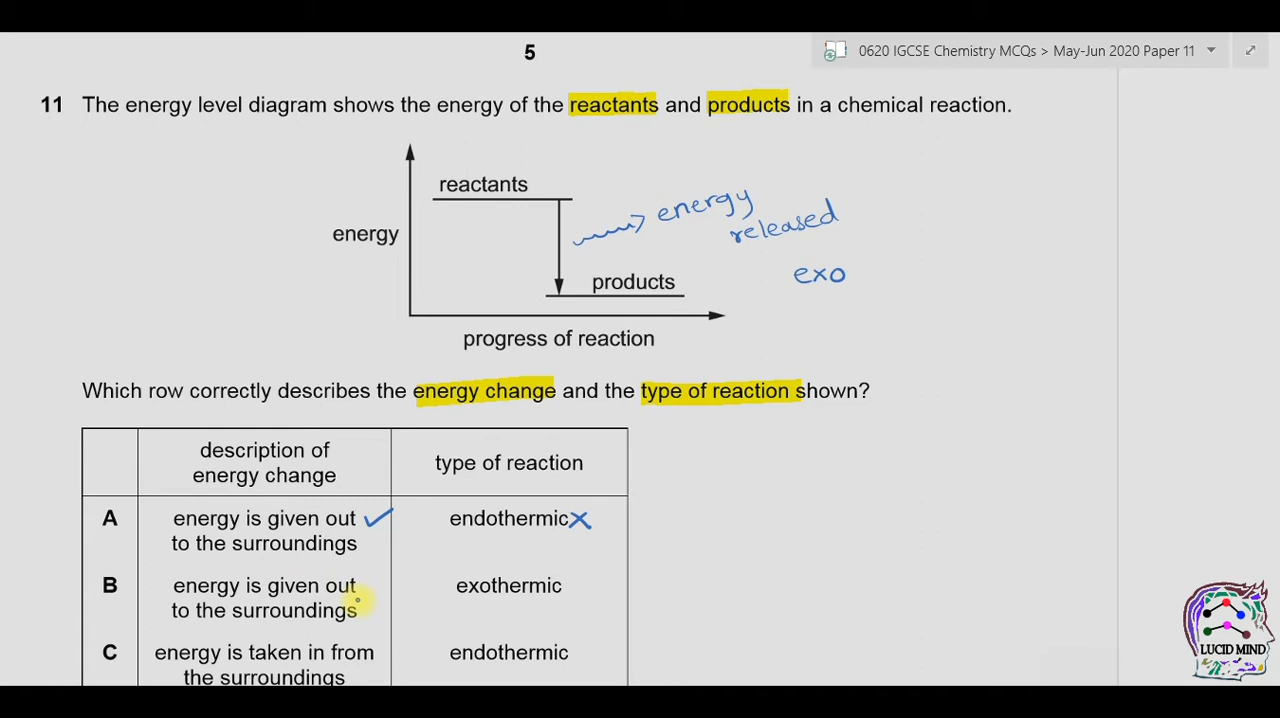 5
0620 IGCSE Chemistry MCQs > May-Jun 2020 Paper 11
11 The energy level diagram shows the energy of the reactants and products in a chemical reaction.
reactants
energy
energy
released
exo
products
progress of reaction
Which row correctly describes the energy change and the type of reaction shown?
description of
energy change
type of reaction
A
energy is given out
to the surroundings
endothermic
B
energy is given out
to the surroundings
exothermic
C
energy is taken in from
the surroundings
endothermic
LUCID MIND